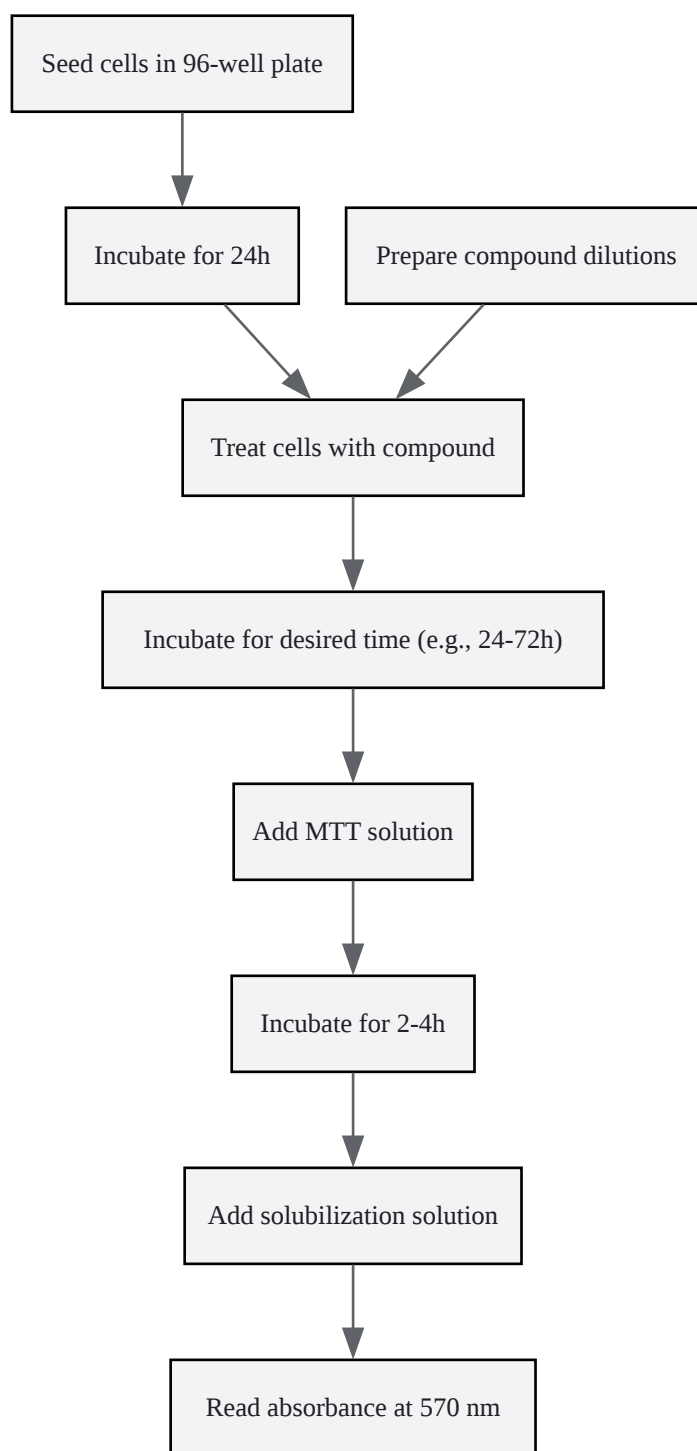 Seed cells in 96-well plate
Incubate for 24h
Prepare compound dilutions
Treat cells with compound
Incubate for desired time (e.g., 24-72h)
Add MTT solution
Incubate for 2-4h
Add solubilization solution
Read absorbance at 570 nm